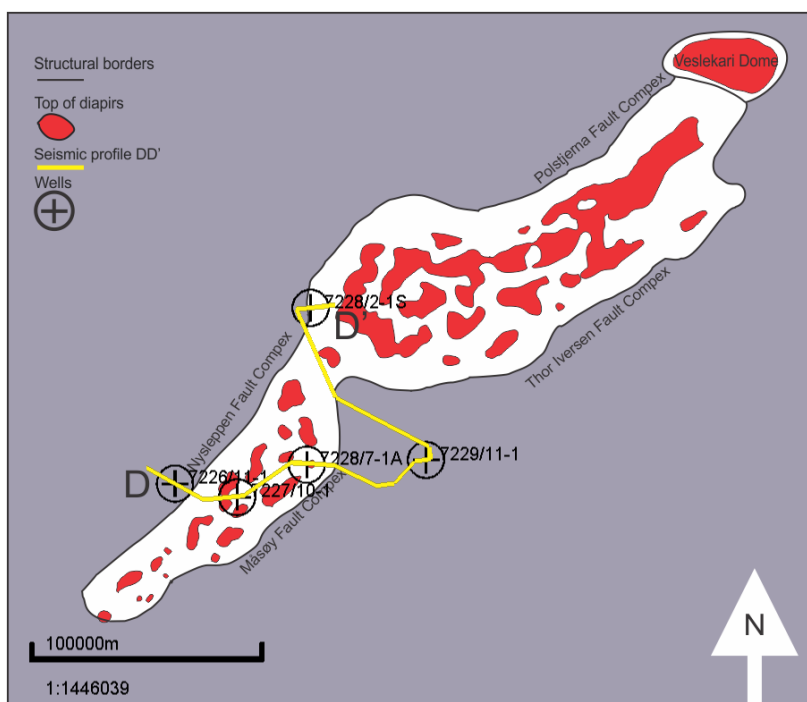 Structural borders
Top of diapirs
Seismic profile DD'
Wells
Veslekari Dome
Polstjerna Fault Compex
Thor Iversen Fault Compex
7228/2-1S
D'
Nysleppen Fault Compex
7228/7-1A
7229/11-1
D
7226/11-1
7227/10-1
Måsøy Fault Compex
100000m
1:1446039
N